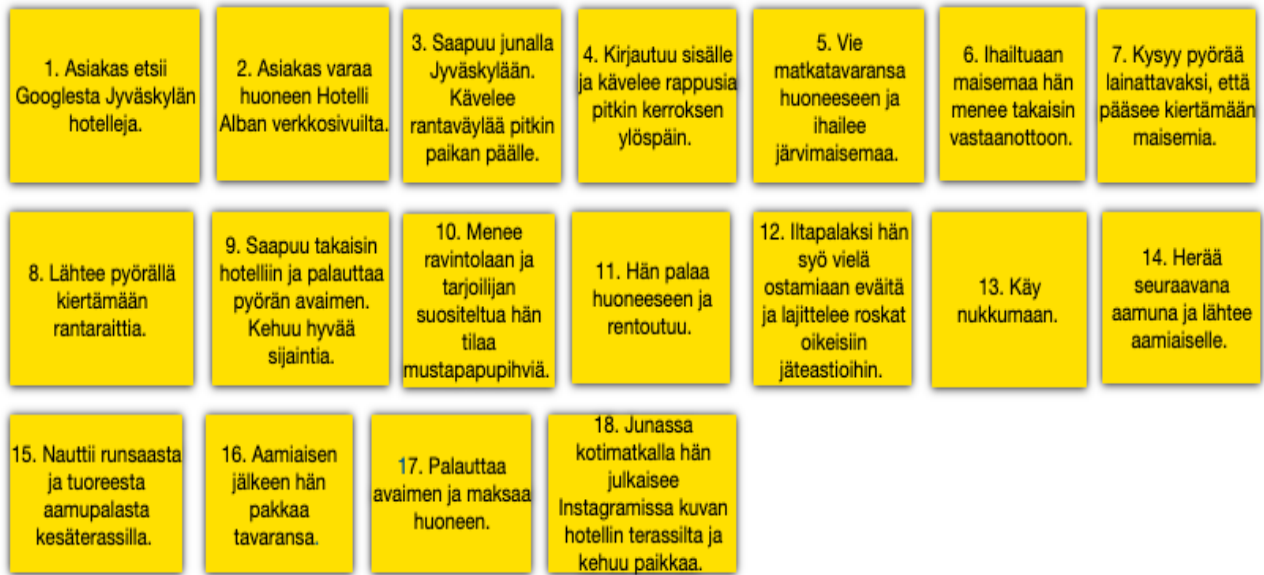 1. Asiakas etsii
Googlesta Jyväskylän
hotelleja.
2. Asiakas varaa
huoneen Hotelli
Alban verkkosivuilta.
3. Saapuu junalla
Jyväskylään.
Kävelee
rantaväylää pitkin
paikan päälle.
4. Kirjautuu sisälle
ja kävelee rappusia
pitkin kerroksen
ylöspäin.
5. Vie
matkatavaransa
huoneeseen ja
ihailee
järvimaisemaa.
6. Ihailtuaan
maisemaa hän
menee takaisin
vastaanottoon.
7. Kysyy pyörää
lainattavaksi, että
pääsee kiertämään
maisemia.
8. Lähtee pyörällä
kiertämään
rantaraittia.
9. Saapuu takaisin
hotelliin ja palauttaa
pyörän avaimen.
Kehuu hyvää
sijaintia.
10. Menee
ravintolaan ja
tarjoilijan
suositeltua hän
tilaa
mustapapupihviä.
11. Hän palaa
huoneeseen ja
rentoutuu.
12. Iltapalaksi hän
syö vielä
ostamiaan eväitä
ja lajittelee roskat
oikeisiin
jäteastioihin.
13. Käy
nukkumaan.
14. Herää
seuraavana
aamuna ja lähtee
aamiaiselle.
15. Nauttii runsaasta
ja tuoreesta
aamupalasta
kesäterassilla.
16. Aamiaisen
jälkeen hän
pakkaa
tavaransa.
17. Palauttaa
avaimen ja maksaa
huoneen.
18. Junassa
kotimatkalla hän
julkaisee
Instagramissa kuvan
hotellin terassilta ja
kehuu paikkaa.